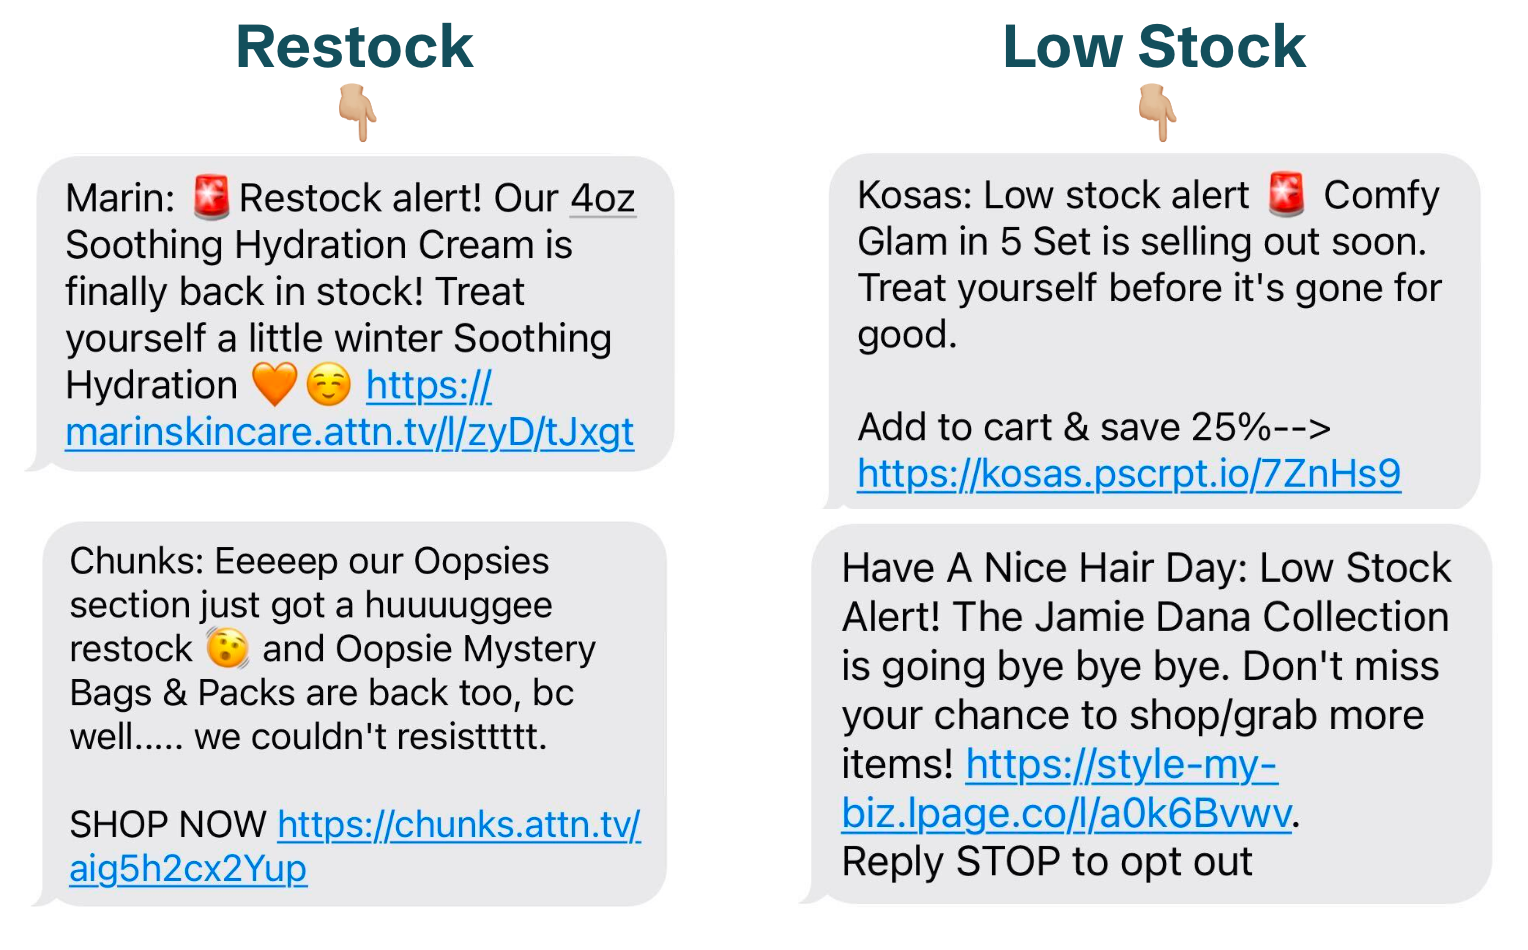 Restock
👇🏼
Marin: 🚨Restock alert! Our 4oz
Soothing Hydration Cream is
finally back in stock! Treat
yourself a little winter Soothing
Hydration 🧡☺️ https://
marinskincare.attn.tv/l/zyD/tJxgt
Chunks: Eeeeep our Oopsies
section just got a huuuuggee
restock 🫨 and Oopsie Mystery
Bags & Packs are back too, bc
well..... we couldn't resisttttt.
SHOP NOW https://chunks.attn.tv/
aig5h2cx2Yup
Low Stock
👇🏼
Kosas: Low stock alert 🚨 Comfy
Glam in 5 Set is selling out soon.
Treat yourself before it's gone for
good.
Add to cart & save 25%-->
https://kosas.pscrpt.io/7ZnHs9
Have A Nice Hair Day: Low Stock
Alert! The Jamie Dana Collection
is going bye bye bye. Don't miss
your chance to shop/grab more
items! https://style-my-
biz.lpage.co/l/a0k6Bvwv.
Reply STOP to opt out